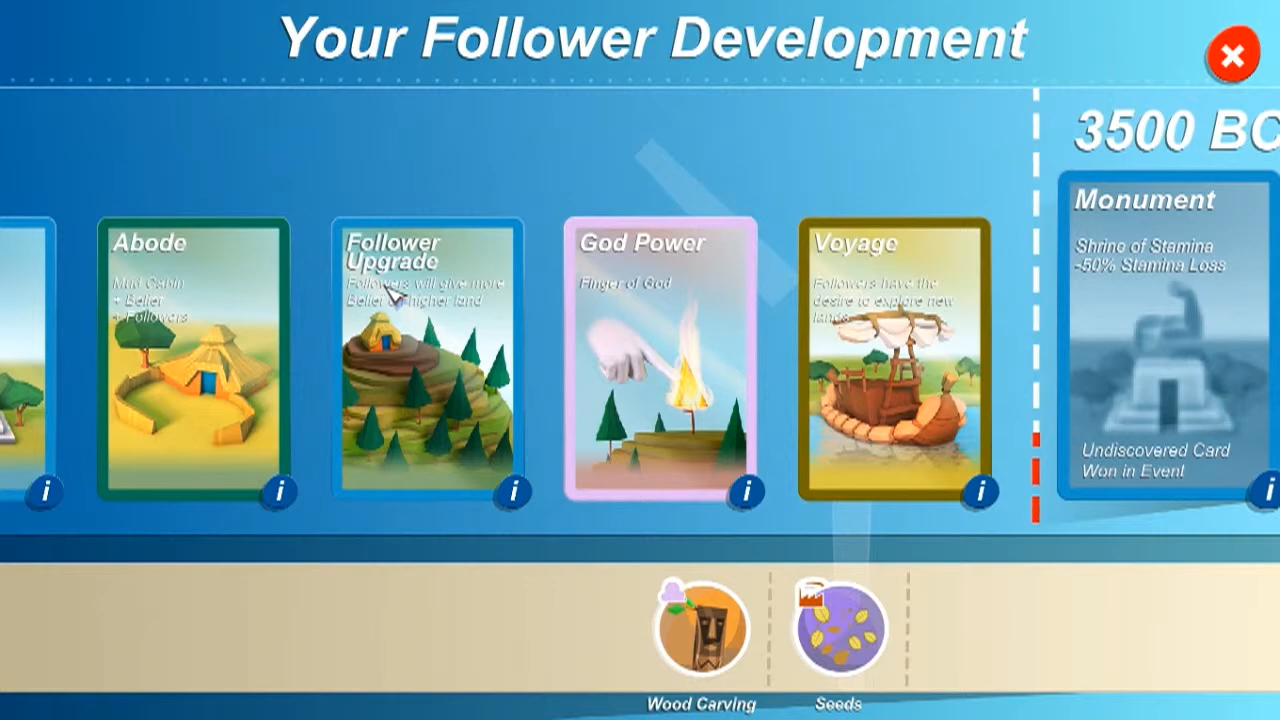 Your Follower Development
3500 BC
Abode
Mud Cabin
+ Belief
+ Followers
Follower
Upgrade
Followers will give more
Belief on higher land
God Power
Finger of God
Voyage
Followers have the
desire to explore new
lands
Monument
Shrine of Stamina
-50% Stamina Loss
Undiscovered Card
Won in Event
i
i
i
i
i
i
Wood Carving
Seeds